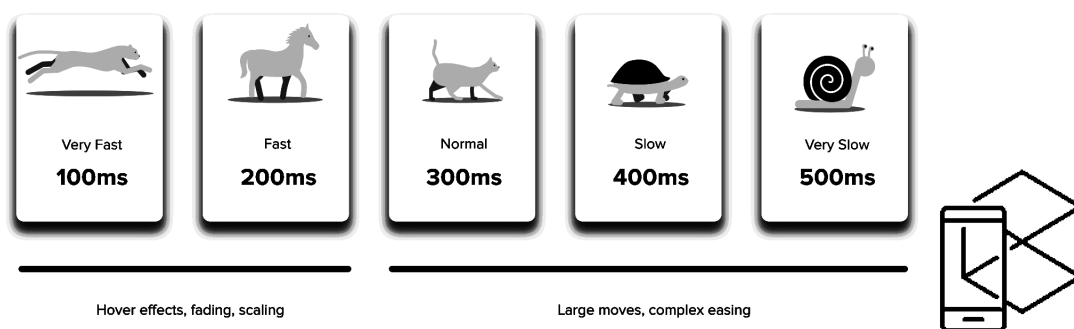 Very Fast
100ms
Fast
200ms
Normal
300ms
Slow
400ms
Very Slow
500ms
Hover effects, fading, scaling
Large moves, complex easing